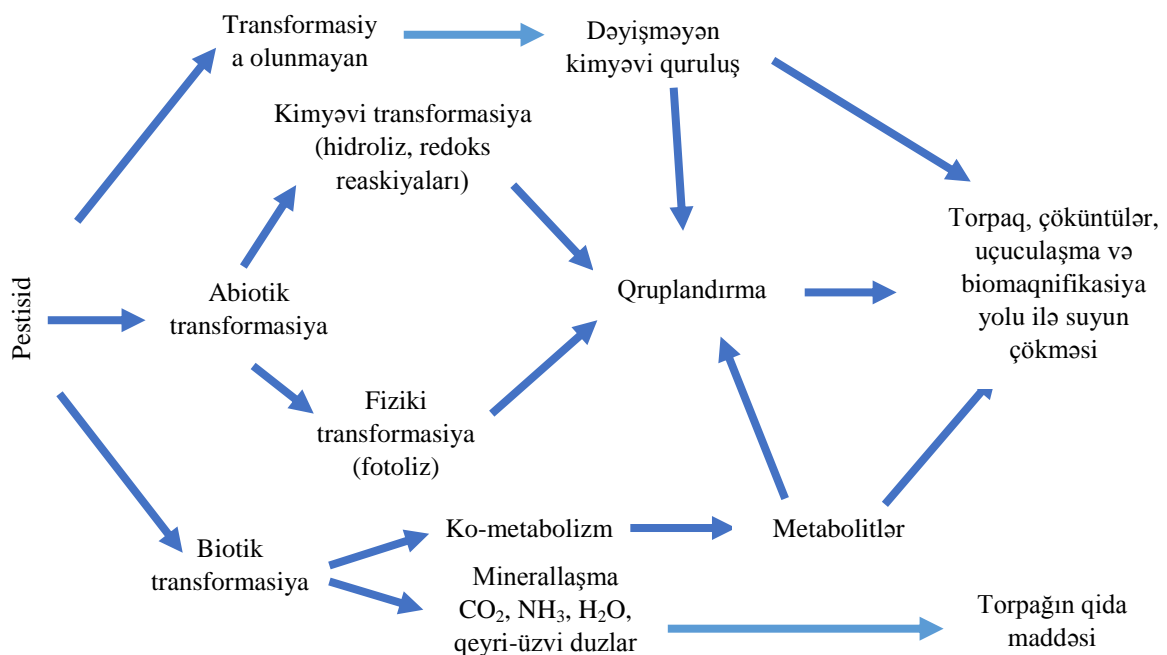 Transformasiy
a olunmayan
Dəyişməyən
kimyəvi quruluş
Kimyəvi transformasiya
(hidroliz, redoks
reaskiyaları)
Torpaq, çöküntülər,
uçuculaşma və
biomaqnifikasiya
yolu ilə suyun
çökməsi
Pestisid
Abiotik
transformasiya
Qruplandırma
Fiziki
transformasiya
(fotoliz)
Biotik
transformasiya
Ko-metabolizm
Metabolitlər
Minerallaşma
CO₂, NH₃, H₂O,
qeyri-üzvi duzlar
Torpağın qida
maddəsi